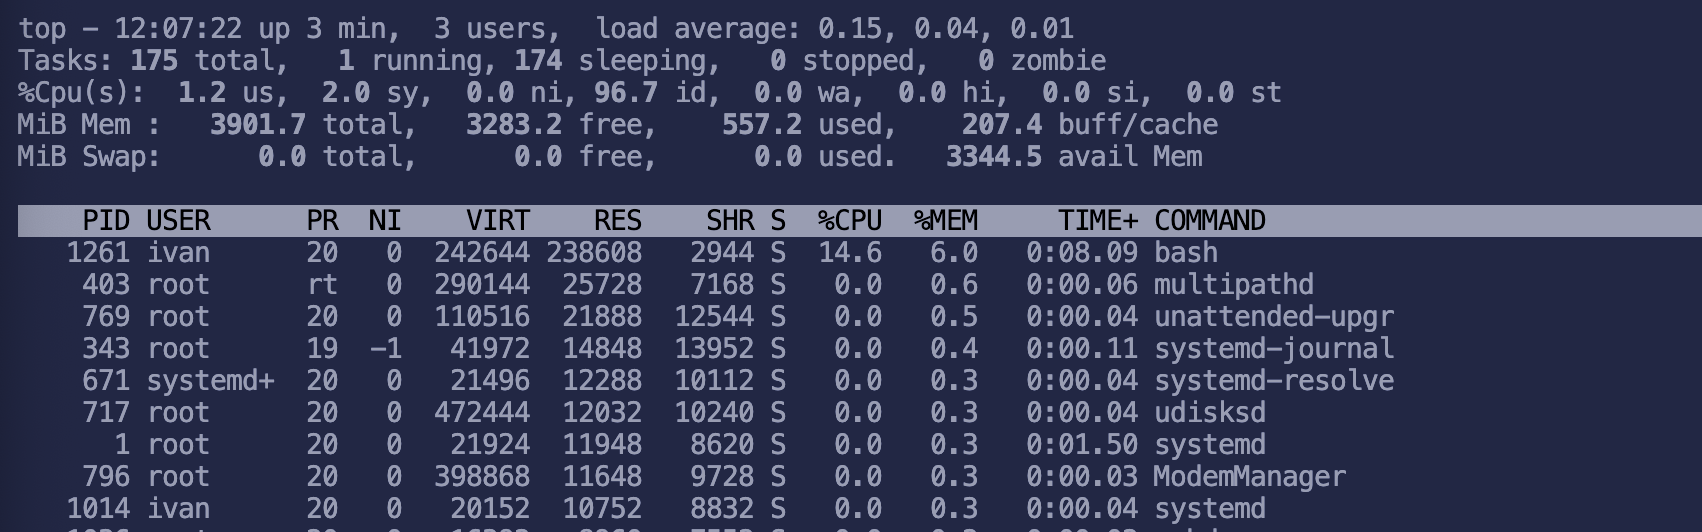 top - 12:07:22 up 3 min,  3 users,  load average: 0.15, 0.04, 0.01
Tasks: 175 total,   1 running, 174 sleeping,   0 stopped,   0 zombie
%Cpu(s):  1.2 us,  2.0 sy,  0.0 ni, 96.7 id,  0.0 wa,  0.0 hi,  0.0 si,  0.0 st
MiB Mem :   3901.7 total,   3283.2 free,    557.2 used,    207.4 buff/cache
MiB Swap:      0.0 total,      0.0 free,      0.0 used.   3344.5 avail Mem
    PID USER      PR  NI    VIRT    RES    SHR S  %CPU  %MEM     TIME+ COMMAND
   1261 ivan      20   0  242644 238608   2944 S  14.6   6.0   0:08.09 bash
    403 root      rt   0  290144  25728   7168 S   0.0   0.6   0:00.06 multipathd
    769 root      20   0  110516  21888  12544 S   0.0   0.5   0:00.04 unattended-upgr
    343 root      19  -1   41972  14848  13952 S   0.0   0.4   0:00.11 systemd-journal
    671 systemd+  20   0   21496  12288  10112 S   0.0   0.3   0:00.04 systemd-resolve
    717 root      20   0  472444  12032  10240 S   0.0   0.3   0:00.04 udisksd
      1 root      20   0   21924  11948   8620 S   0.0   0.3   0:01.50 systemd
    796 root      20   0  398868  11648   9728 S   0.0   0.3   0:00.03 ModemManager
   1014 ivan      20   0   20152  10752   8832 S   0.0   0.3   0:00.04 systemd